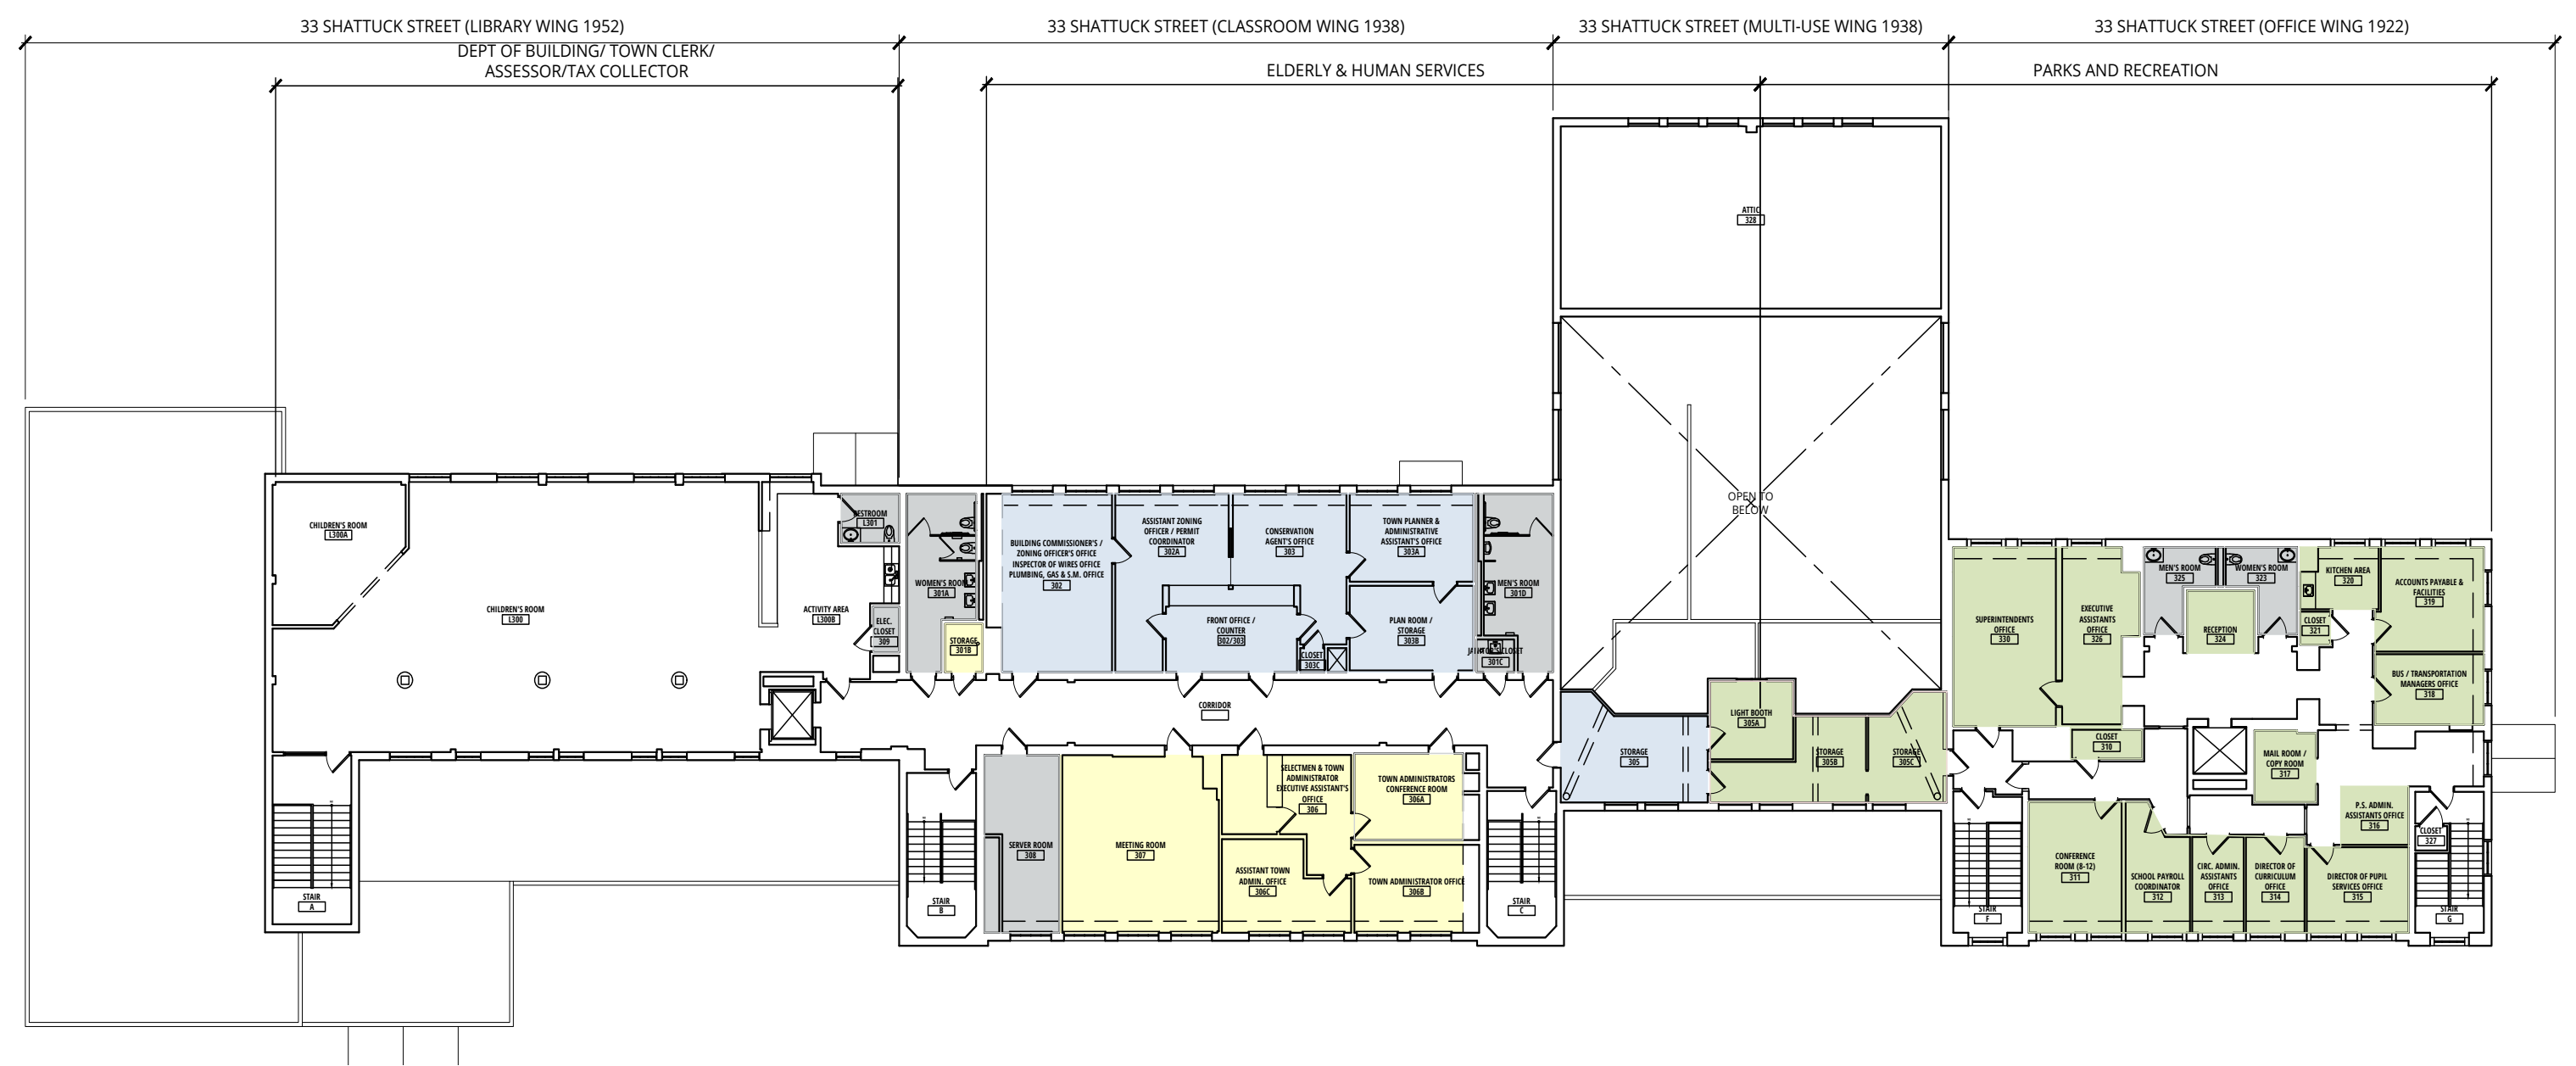 33 SHATTUCK STREET (LIBRARY WING 1952)
33 SHATTUCK STREET (CLASSROOM WING 1938)
33 SHATTUCK STREET (MULTI-USE WING 1938)
33 SHATTUCK STREET (OFFICE WING 1922)
DEPT OF BUILDING/ TOWN CLERK/
ASSESSOR/TAX COLLECTOR
ELDERLY & HUMAN SERVICES
PARKS AND RECREATION
ATTIC
328
OPEN TO
BELOW
CHILDREN'S ROOM
L300A
CHILDREN'S ROOM
L300
ACTIVITY AREA
L300B
RESTROOM
L301
ELEC.
CLOSET
309
WOMEN'S ROOM
301A
STORAGE
301B
BUILDING COMMISSIONER'S /
ZONING OFFICER'S OFFICE
INSPECTOR OF WIRES OFFICE
PLUMBING, GAS & S.M. OFFICE
302
ASSISTANT ZONING
OFFICER / PERMIT
COORDINATOR
302A
CONSERVATION
AGENT'S OFFICE
303
TOWN PLANNER &
ADMINISTRATIVE
ASSISTANT'S OFFICE
303A
FRONT OFFICE /
COUNTER
302/303
CLOSET
303C
PLAN ROOM /
STORAGE
303B
MEN'S ROOM
301D
JANITOR'S CLOSET
301C
CORRIDOR
STAIR
A
STAIR
B
SERVER ROOM
308
MEETING ROOM
307
SELECTMEN & TOWN
ADMINISTRATOR
EXECUTIVE ASSISTANT'S
OFFICE
306
TOWN ADMINISTRATORS
CONFERENCE ROOM
306A
ASSISTANT TOWN
ADMIN. OFFICE
306C
TOWN ADMINISTRATOR OFFICE
306B
STAIR
C
STORAGE
305
LIGHT BOOTH
305A
STORAGE
305B
STORAGE
305C
SUPERINTENDENTS
OFFICE
330
EXECUTIVE
ASSISTANTS
OFFICE
326
MEN'S ROOM
325
WOMEN'S ROOM
323
RECEPTION
324
KITCHEN AREA
320
CLOSET
321
ACCOUNTS PAYABLE &
FACILITIES
319
BUS / TRANSPORTATION
MANAGERS OFFICE
318
CLOSET
310
MAIL ROOM /
COPY ROOM
317
P.S. ADMIN.
ASSISTANTS OFFICE
316
CLOSET
327
CONFERENCE
ROOM (8-12)
311
SCHOOL PAYROLL
COORDINATOR
312
CIRC. ADMIN.
ASSISTANTS
OFFICE
313
DIRECTOR OF
CURRICULUM
OFFICE
314
DIRECTOR OF PUPIL
SERVICES OFFICE
315
STAIR
F
STAIR
G